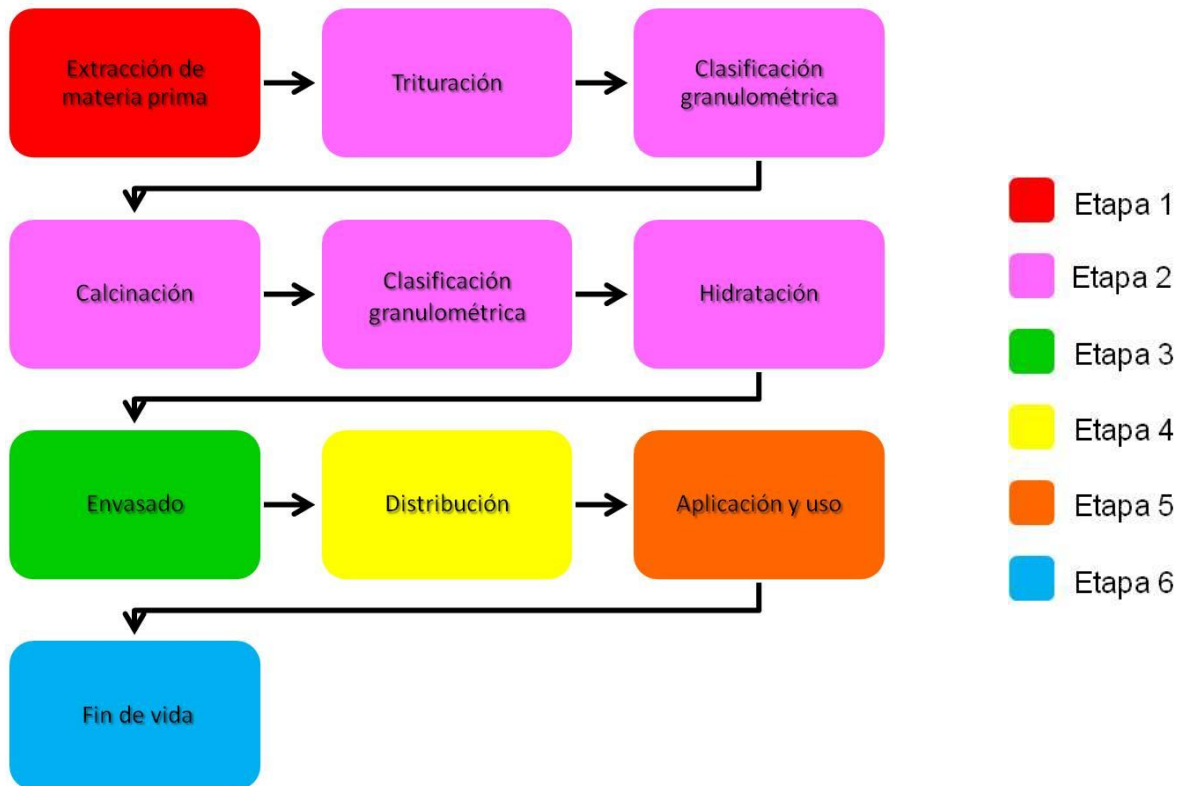 Extracción de
materia prima
Trituración
Clasificación
granulométrica
Calcinación
Clasificación
granulométrica
Hidratación
Envasado
Distribución
Aplicación y uso
Fin de vida
Etapa 1
Etapa 2
Etapa 3
Etapa 4
Etapa 5
Etapa 6